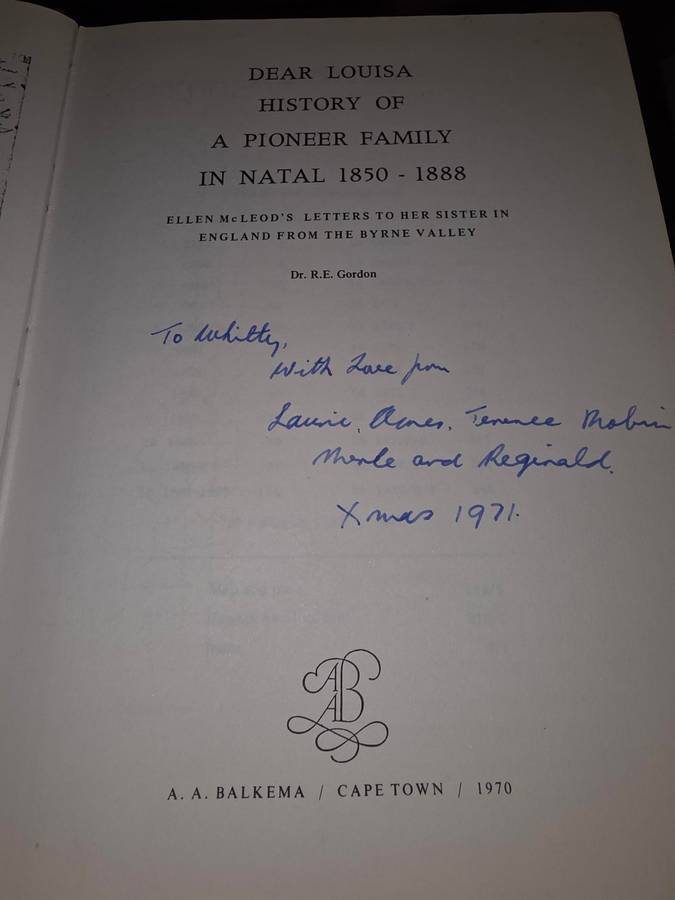 DEAR LOUISA
HISTORY OF
A PIONEER FAMILY
IN NATAL 1850 - 1888
ELLEN McLEOD'S LETTERS TO HER SISTER IN
ENGLAND FROM THE BYRNE VALLEY
Dr. R.E. Gordon
To Whitty,
With Love from
Laurie, Terence
Merle and Reginald.
Xmas 1971.
A. A. BALKEMA / CAPE TOWN / 1970